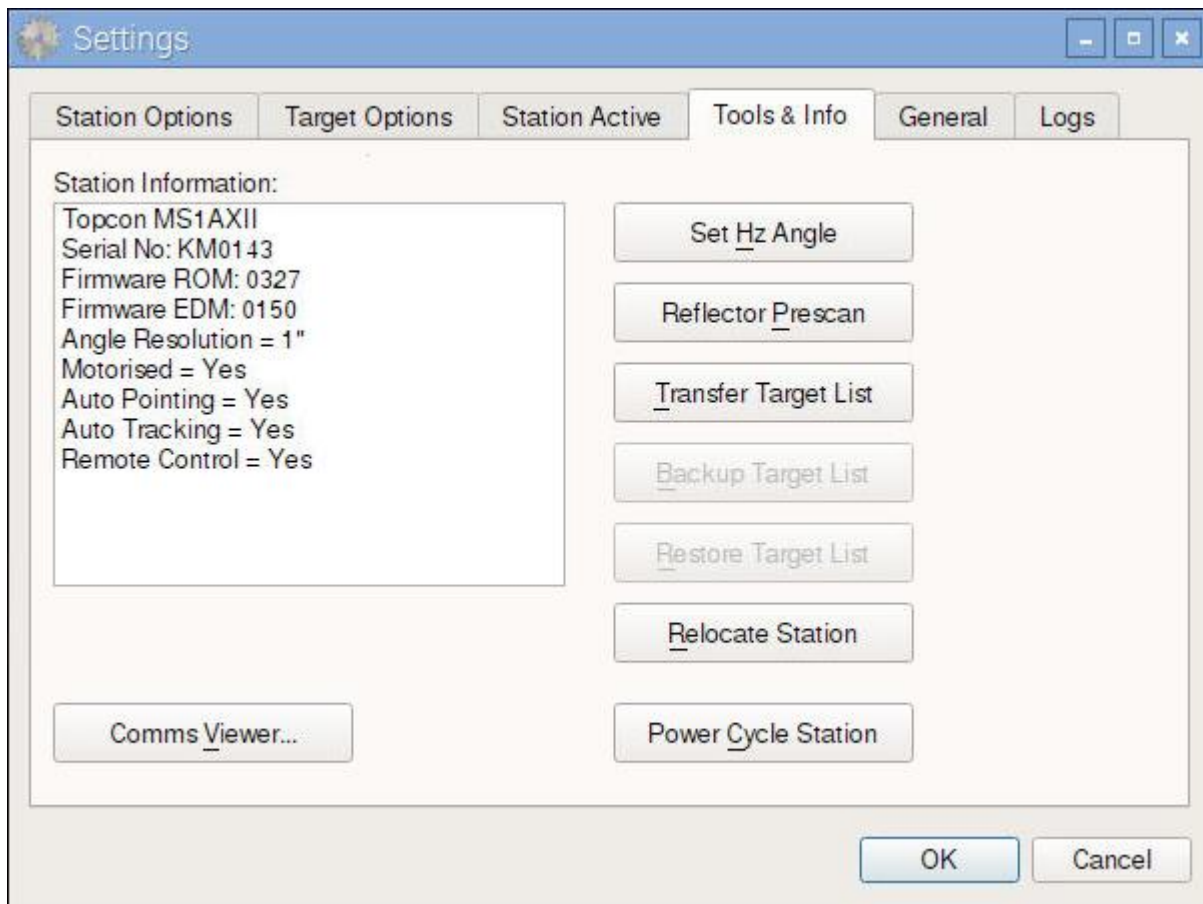 Settings
Station Options Target Options Station Active Tools & Info General Logs
Station Information:
Topcon MS1AXII
Serial No: KM0143
Firmware ROM: 0327
Firmware EDM: 0150
Angle Resolution = 1"
Motorised = Yes
Auto Pointing = Yes
Auto Tracking = Yes
Remote Control = Yes
Set Hz Angle
Reflector Prescan
Transfer Target List
Backup Target List
Restore Target List
Relocate Station
Comms Viewer...
Power Cycle Station
OK Cancel